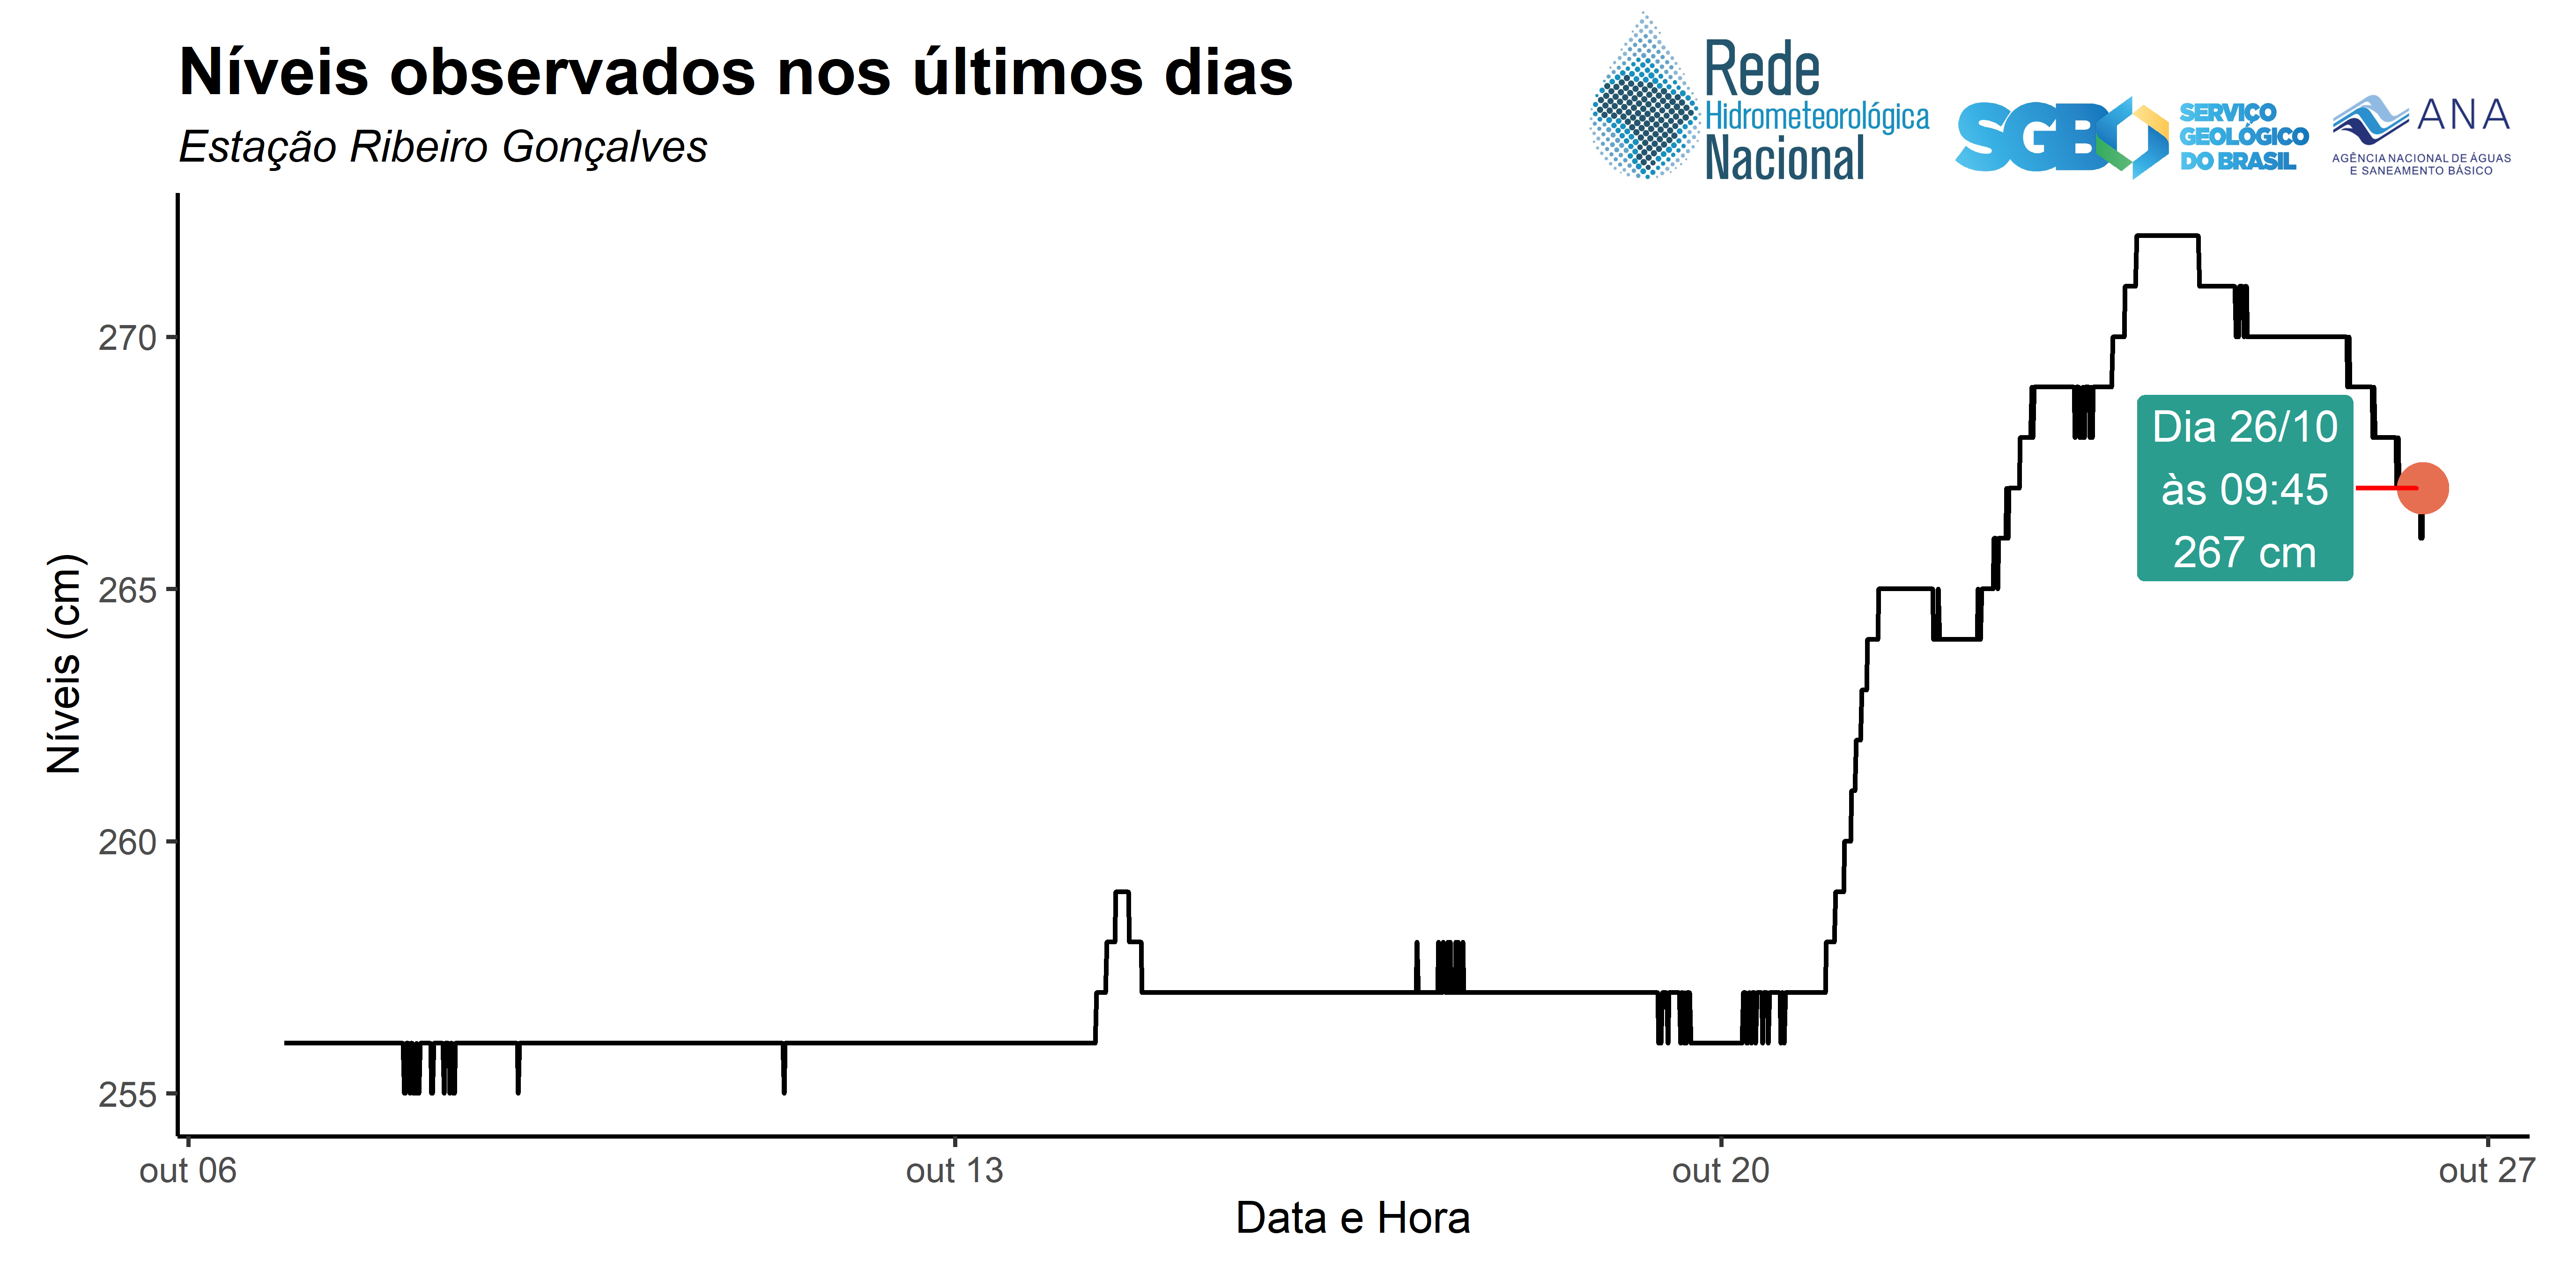 Níveis observados nos últimos dias
Estação Ribeiro Gonçalves
Rede
Hidrometeorológica
Nacional
SGB
SERVIÇO
GEOLÓGICO
DO BRASIL
ANA
AGÊNCIA NACIONAL DE ÁGUAS
E SANEAMENTO BÁSICO
Níveis (cm)
270
265
260
255
Dia 26/10
às 09:45
267 cm
out 06
out 13
out 20
out 27
Data e Hora